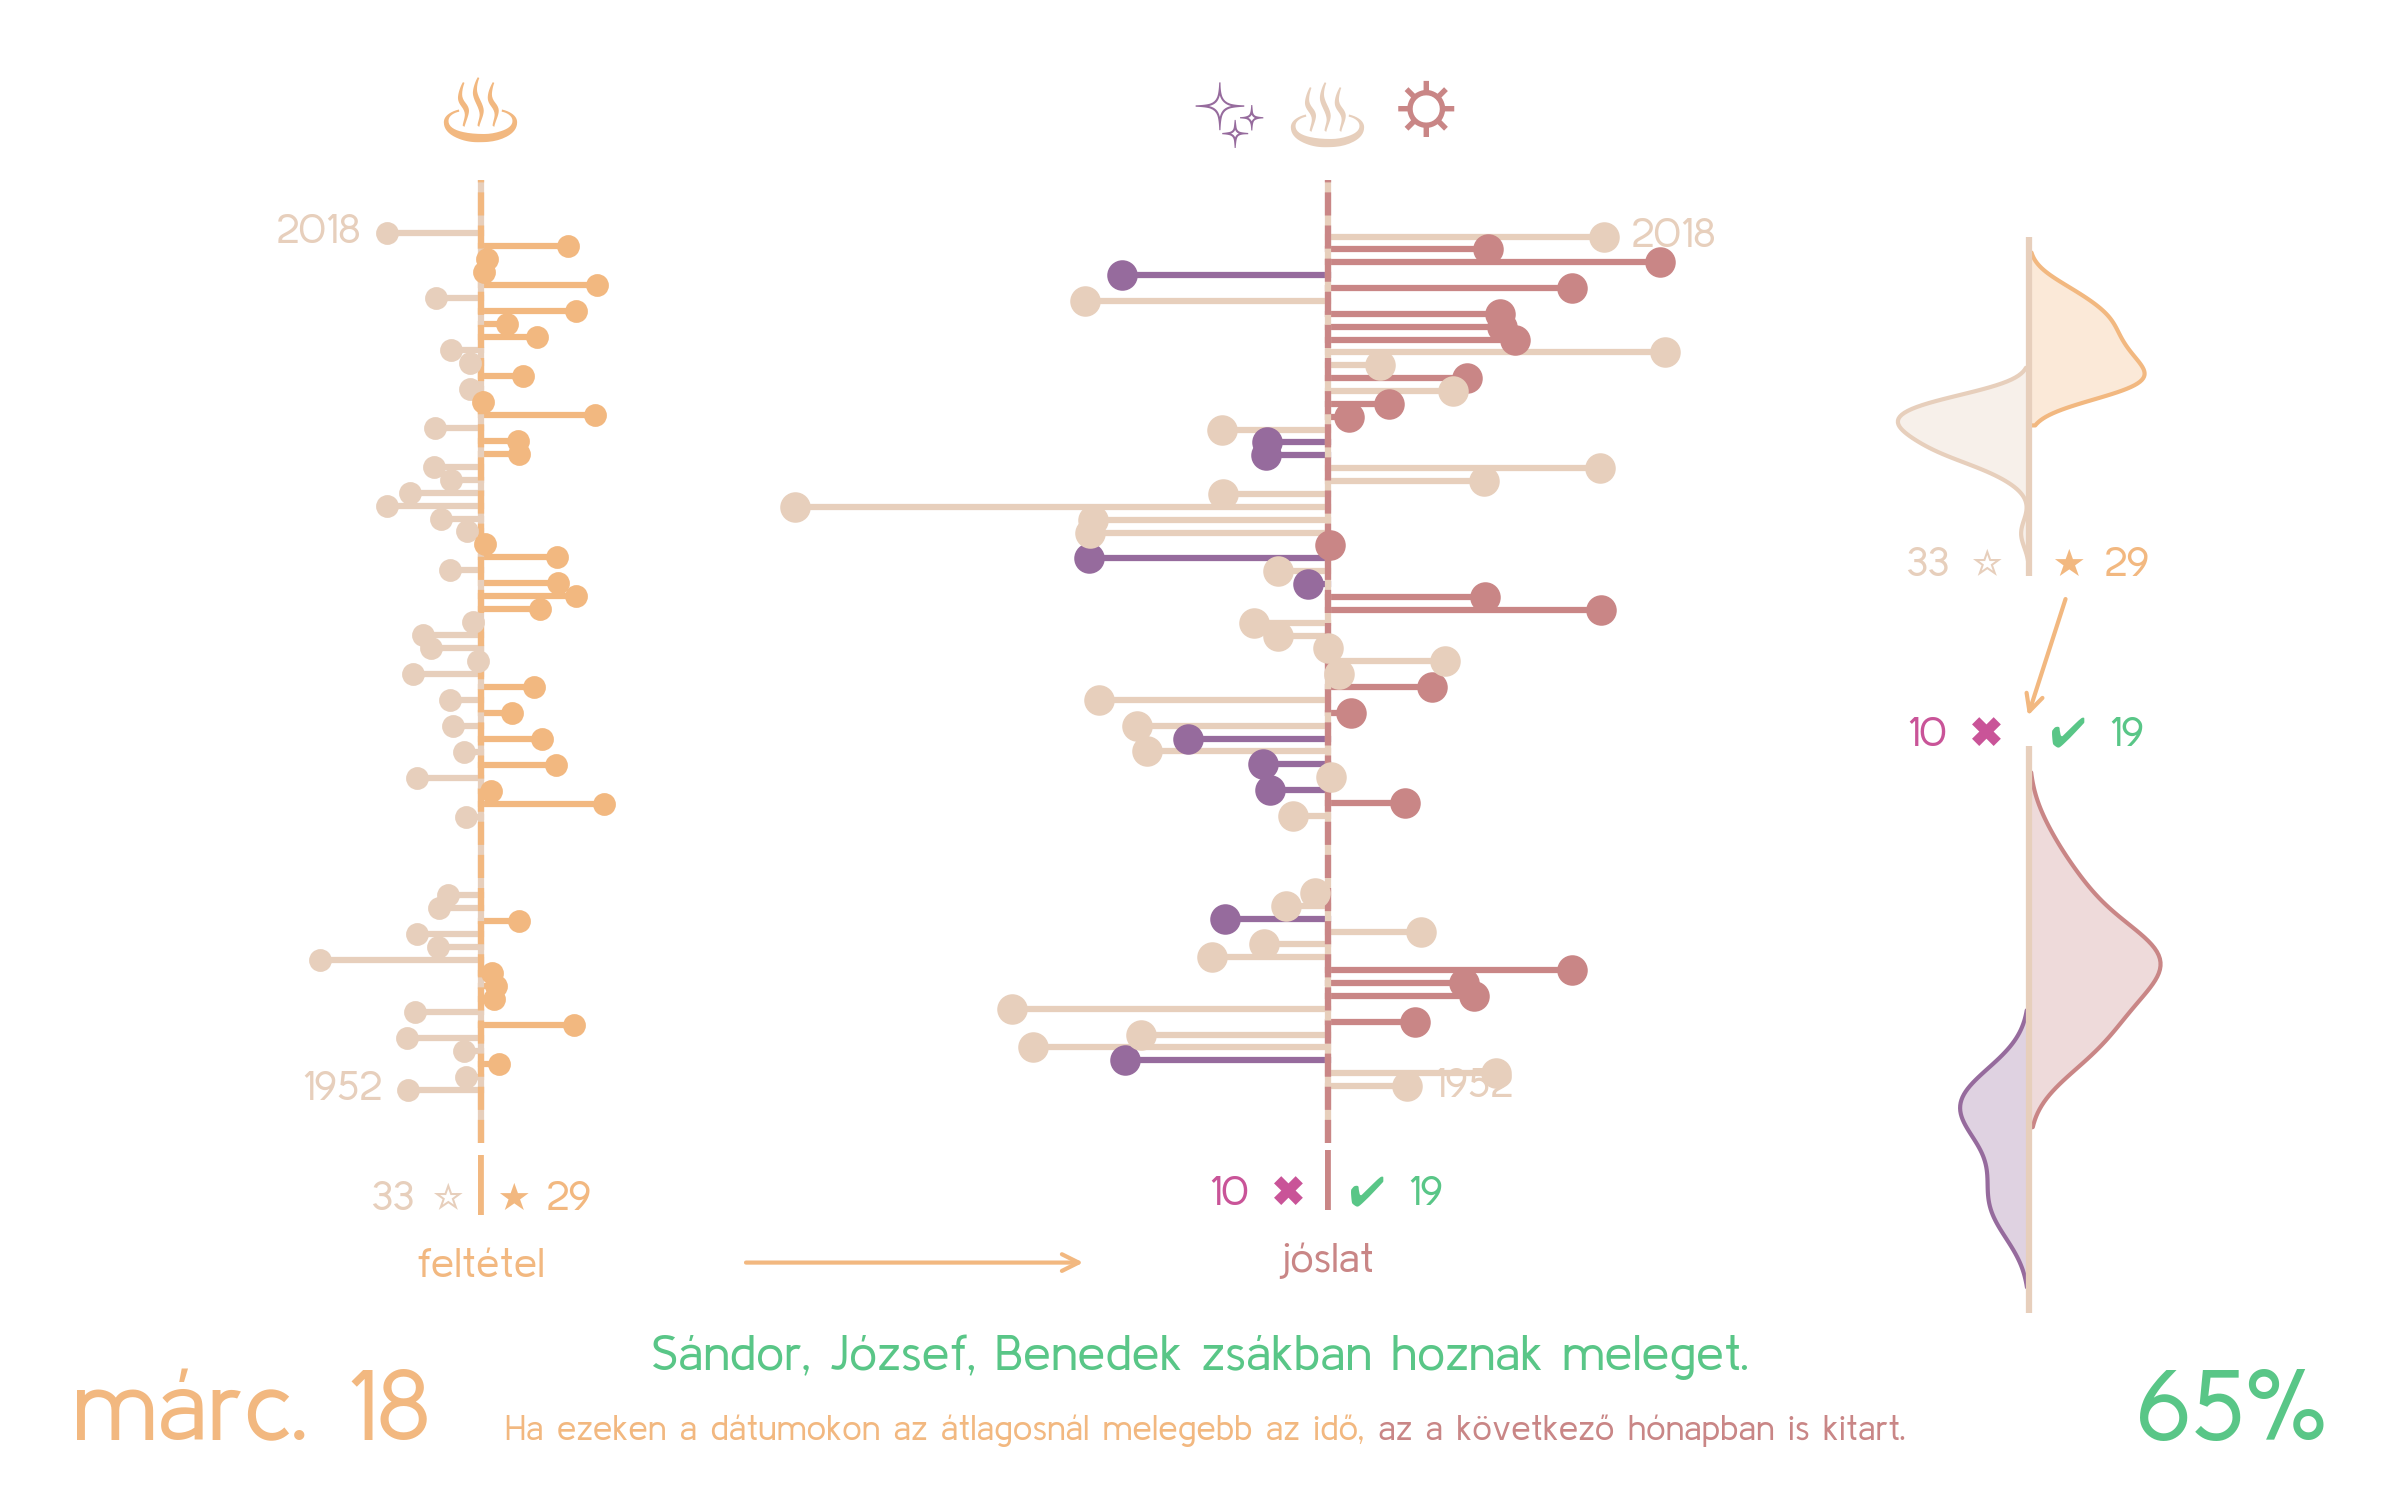 2018
2018
33 ☆ ★ 29
10 ✖ ✔ 19
1952
1952
33 ☆ ★ 29
10 ✖ ✔ 19
feltétel
jóslat
Sándor, József, Benedek zsákban hoznak meleget.
márc. 18
65%
Ha ezeken a dátumokon az átlagosnál melegebb az idő, az a következő hónapban is kitart.